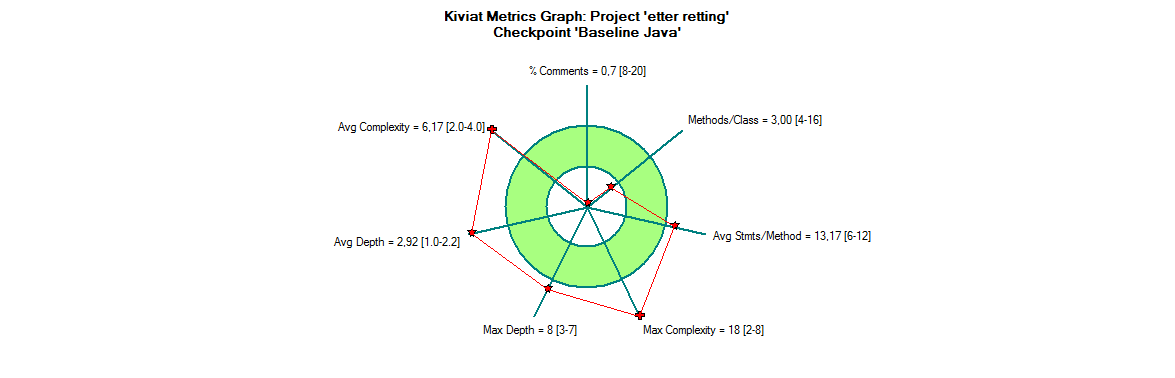 Kiviat Metrics Graph: Project 'etter retting'
Checkpoint 'Baseline Java'
% Comments = 0,7 [8-20]
Methods/Class = 3,00 [4-16]
Avg Complexity = 6,17 [2.0-4.0]
Avg Stmts/Method = 13,17 [6-12]
Avg Depth = 2,92 [1.0-2.2]
Max Depth = 8 [3-7]
Max Complexity = 18 [2-8]